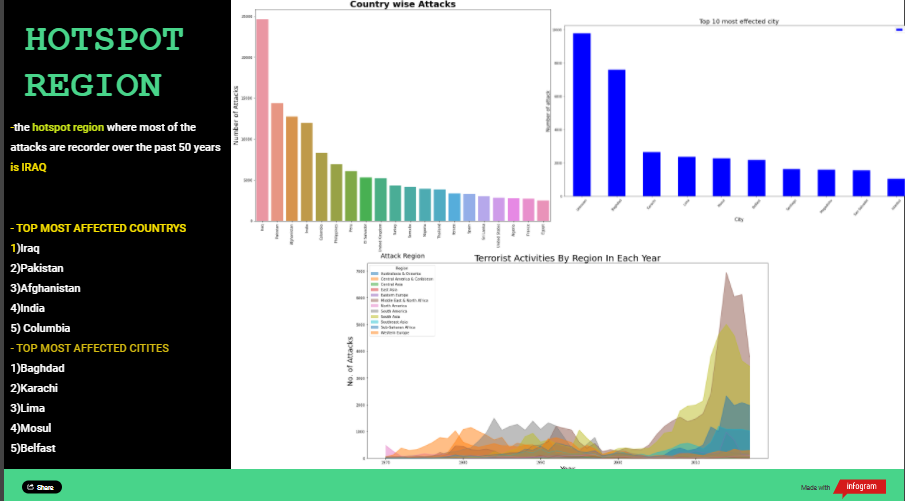 HOTSPOT
REGION
-the hotspot region where most of the
attacks are recorder over the past 50 years
is IRAQ
- TOP MOST AFFECTED COUNTRYS
1)Iraq
2)Pakistan
3)Afghanistan
4)India
5) Columbia
- TOP MOST AFFECTED CITITES
1)Baghdad
2)Karachi
3)Lima
4)Mosul
5)Belfast
Country wise Attacks
Number of Attacks
Iraq
Pakistan
Afghanistan
India
Colombia
Philippines
Peru
El Salvador
United Kingdom
Turkey
Somalia
Nigeria
Thailand
Yemen
Spain
Sri Lanka
United States
Algeria
France
Egypt
Top 10 most effected city
Number of attack
Unknown
Baghdad
Karachi
Lima
Mosul
Belfast
Santiago
Mogadishu
San Salvador
Istanbul
City
Attack Region
Terrorist Activities By Region In Each Year
Region
Australasia & Oceania
Central America & Caribbean
Central Asia
East Asia
Eastern Europe
Middle East & North Africa
North America
South America
South Asia
Southeast Asia
Sub-Saharan Africa
Western Europe
No. of Attacks
1970
1980
1990
2000
2010
Year
Share
Made with
infogram